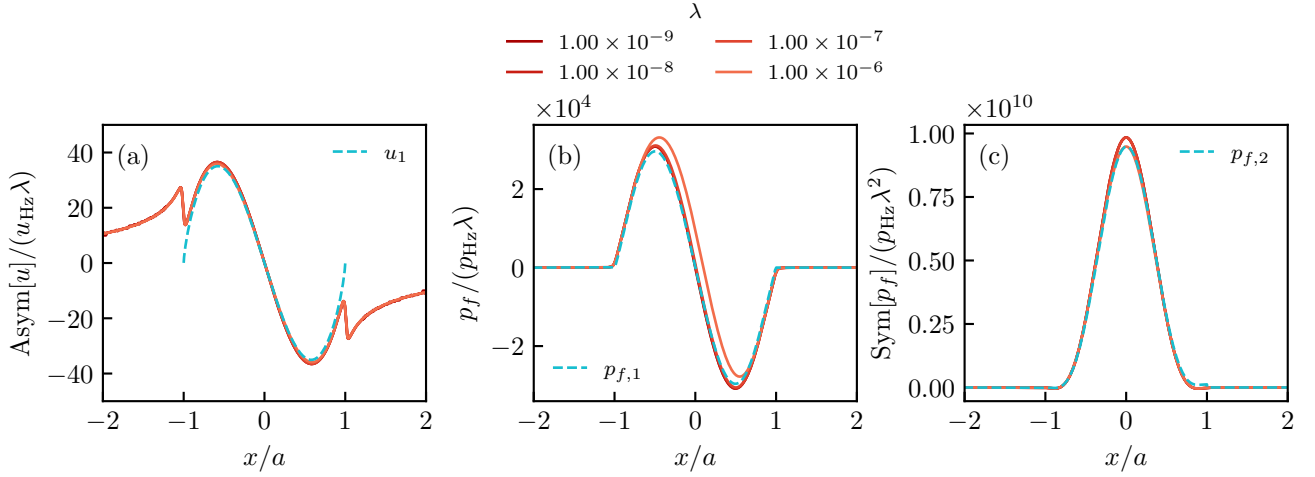 λ
1.00 × 10⁻⁹ 1.00 × 10⁻⁷
1.00 × 10⁻⁸ 1.00 × 10⁻⁶
(a)
u₁
40
20
0
−20
−40
Asym[u]/(u_Hz λ)
−2 −1 0 1 2
x/a
×10⁴
(b)
2
0
−2
p_f/(p_Hz λ)
p_{f,1}
−2 −1 0 1 2
x/a
×10¹⁰
(c)
p_{f,2}
1.00
0.75
0.50
0.25
0.00
Sym[p_f]/(p_Hz λ²)
−2 −1 0 1 2
x/a